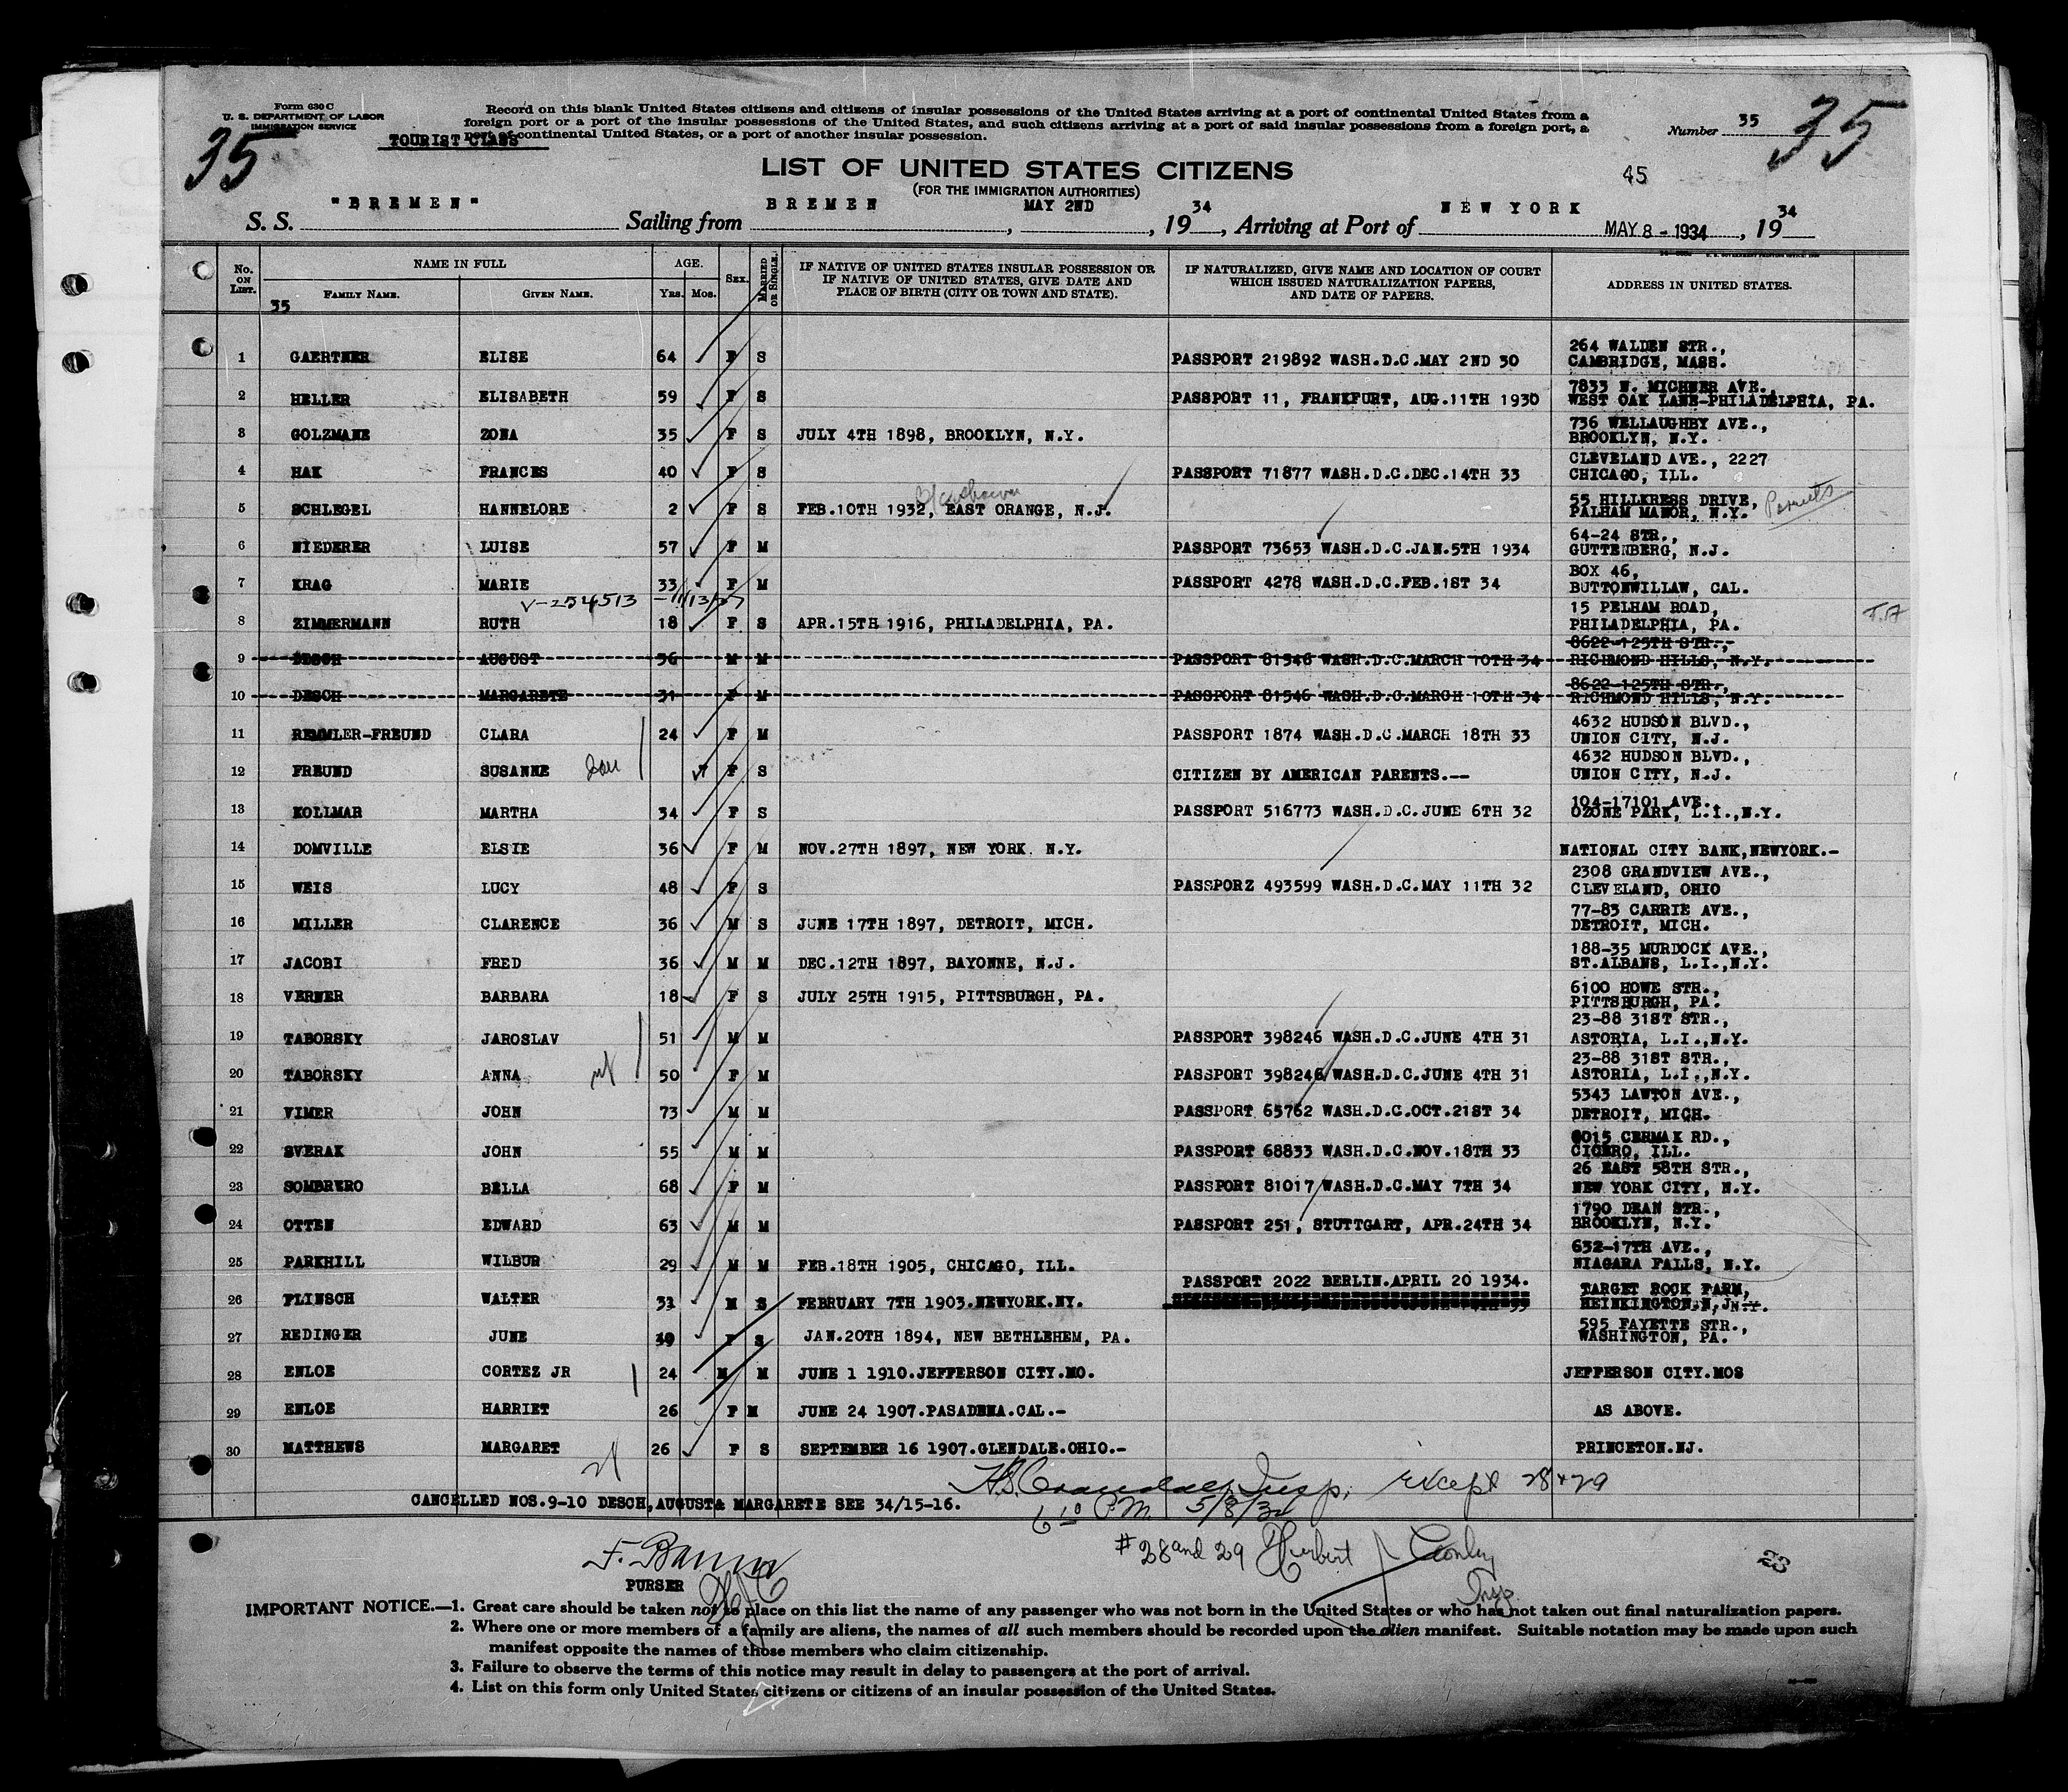 Form 630 C
U. S. DEPARTMENT OF LABOR
IMMIGRATION SERVICE
35
TOURIST CLASS
Record on this blank United States citizens and citizens of insular possessions of the United States arriving at a port of continental United States from a
foreign port or a port of the insular possessions of the United States, and such citizens arriving at a port of said insular possessions from a foreign port, a
port of continental United States, or a port of another insular possession.
Number 35
35
LIST OF UNITED STATES CITIZENS
(FOR THE IMMIGRATION AUTHORITIES)
45
S. S. "BREMEN" Sailing from BREMEN, MAY 2ND, 1934, Arriving at Port of NEW YORK MAY 8-1934, 1934
No. on List. NAME IN FULL FAMILY NAME. GIVEN NAME. AGE. Yrs. Mos. SEX. MARRIED OR SINGLE. IF NATIVE OF UNITED STATES INSULAR POSSESSION OR IF NATIVE OF UNITED STATES, GIVE DATE AND PLACE OF BIRTH (CITY OR TOWN AND STATE). IF NATURALIZED, GIVE NAME AND LOCATION OF COURT WHICH ISSUED NATURALIZATION PAPERS, AND DATE OF PAPERS. ADDRESS IN UNITED STATES.
35
1 GAERTNER ELISE 64 F S PASSPORT 219892 WASH.D.C.MAY 2ND 30 264 WALDEN STR., CAMBRIDGE, MASS.
2 HELLER ELISABETH 59 F S PASSPORT 11, FRANKFURT, AUG.11TH 1930 7833 N. MICHNER AVE., WEST OAK LANE-PHILADELPHIA, PA.
3 GOLZMANE ZONA 35 F S JULY 4TH 1898, BROOKLYN, N.Y. 736 WELLAUGHBY AVE., BROOKLYN, N.Y.
4 HAK FRANCES 40 F S PASSPORT 71877 WASH.D.C.DEC.14TH 33 CLEVELAND AVE., 2227 CHICAGO, ILL.
5 SCHLEGEL HANNELORE 2 F S FEB.10TH 1932, EAST ORANGE, N.J. 55 HILLKRESS DRIVE, PALHAM MANOR, N.Y. Parents
6 NIEDERER LUISE 57 F M PASSPORT 73653 WASH.D.C.JAN.5TH 1934 64-24 STR., GUTTENBERG, N.J.
7 KRAG MARIE 33 F M PASSPORT 4278 WASH.D.C.FEB.1ST 34 BOX 46, BUTTONWILLAW, CAL.
V-254513 -11/13/57
8 ZIMMERMANN RUTH 18 F S APR.15TH 1916, PHILADELPHIA, PA. 15 PELHAM ROAD, PHILADELPHIA, PA.
9 DESCH AUGUST 36 M M PASSPORT 81546 WASH.D.C.MARCH 10TH 34 8622-125TH STR., RICHMOND HILLS, N.Y.
10 DESCH MARGARETE 31 F M PASSPORT 81546 WASH.D.C.MARCH 10TH 34 8622-125TH STR., RICHMOND HILLS, N.Y.
11 REMMLER-FREUND CLARA 24 F M PASSPORT 1874 WASH.D.C.MARCH 18TH 33 4632 HUDSON BLVD., UNION CITY, N.J.
12 FREUND SUSANNE 7 F S CITIZEN BY AMERICAN PARENTS.-- 4632 HUDSON BLVD., UNION CITY, N.J.
13 KOLLMAR MARTHA 34 F S PASSPORT 516773 WASH.D.C.JUNE 6TH 32 104-17101 AVE., OZONE PARK, L.I.,N.Y.
14 DOMVILLE ELSIE 36 F M NOV.27TH 1897, NEW YORK N.Y. NATIONAL CITY BANK,NEWYORK.-
15 WEIS LUCY 48 F S PASSPORZ 493599 WASH.D.C.MAY 11TH 32 2308 GRANDVIEW AVE., CLEVELAND, OHIO
16 MILLER CLARENCE 36 M S JUNE 17TH 1897, DETROIT, MICH. 77-83 CARRIE AVE., DETROIT, MICH.
17 JACOBI FRED 36 M M DEC.12TH 1897, BAYONNE, N.J. 188-35 MURDOCK AVE., ST.ALBANS, L.I.,N.Y.
18 VERNER BARBARA 18 F S JULY 25TH 1915, PITTSBURGH, PA. 6100 HOWE STR., PITTSBURGH, PA.
19 TABORSKY JAROSLAV 51 M M PASSPORT 398246 WASH.D.C.JUNE 4TH 31 23-88 31ST STR., ASTORIA, L.I.,N.Y.
20 TABORSKY ANNA 50 F M PASSPORT 398246 WASH.D.C.JUNE 4TH 31 23-88 31ST STR., ASTORIA, L.I.,N.Y.
21 VIMER JOHN 73 M M PASSPORT 65762 WASH.D.C.OCT.21ST 34 5343 LAWTON AVE., DETROIT, MICH.
22 SVERAK JOHN 55 M M PASSPORT 68833 WASH.D.C.NOV.18TH 33 6015 CERMAK RD., CICERO, ILL.
23 SOMBRERO BELLA 68 F M PASSPORT 81017 WASH.D.C.MAY 7TH 34 26 EAST 58TH STR., NEW YORK CITY, N.Y.
24 OTTEN EDWARD 63 M M PASSPORT 251, STUTTGART, APR.24TH 34 1790 DEAN STR., BROOKLYN, N.Y.
25 PARKHILL WILBUR 29 M M FEB.18TH 1905, CHICAGO, ILL. 632-17TH AVE., NIAGARA FALLS, N.Y.
26 FLINSCH WALTER 31 M S FEBRUARY 7TH 1903.NEWYORK.NY. PASSPORT 2022 BERLIN.APRIL 20 1934. TARGET ROCK FARM,
27 REDINGER JUNE 39 F S JAN.20TH 1894, NEW BETHLEHEM, PA. 595 FAYETTE STR., WASHINGTON, PA.
28 ENLOE CORTEZ JR 24 M M JUNE 1 1910.JEFFERSON CITY.MO. JEFFERSON CITY.MOS
29 ENLOE HARRIET 26 F M JUNE 24 1907.PASADENA.CAL.- AS ABOVE.
30 MATTHEWS MARGARET 26 F S SEPTEMBER 16 1907.GLENDALE.OHIO.- PRINCETON.NJ.
Insp. except 28 + 29
CANCELLED NOS.9-10 DESCH,AUGUST& MARGARETE SEE 34/15-16.
6 10 P.M. 5/8/34
#28 and 29 Herbert
Insp.
23
PURSER
IMPORTANT NOTICE.—1. Great care should be taken not to place on this list the name of any passenger who was not born in the United States or who has not taken out final naturalization papers.
2. Where one or more members of a family are aliens, the names of all such members should be recorded upon the alien manifest. Suitable notation may be made upon such
manifest opposite the names of those members who claim citizenship.
3. Failure to observe the terms of this notice may result in delay to passengers at the port of arrival.
4. List on this form only United States citizens or citizens of an insular possession of the United States.